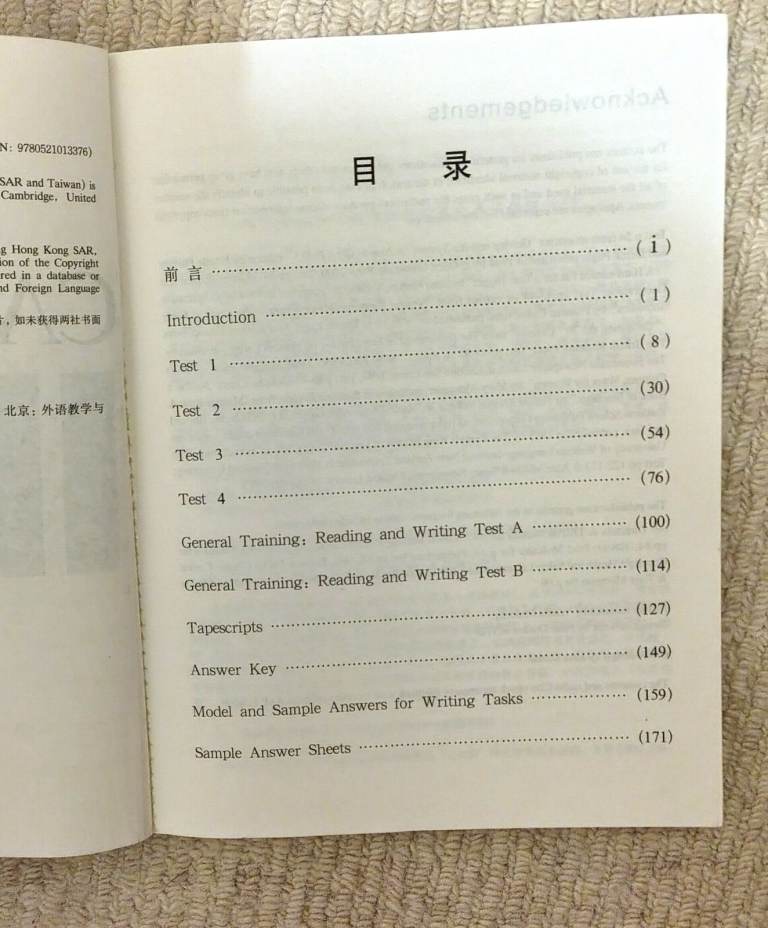 N: 9780521013376)
SAR and Taiwan) is
Cambridge, United
g Hong Kong SAR,
ion of the Copyright
red in a database or
nd Foreign Language
，如未获得两社书面
北京：外语教学与
目 录
前 言 ················ ( i )
Introduction ················ ( 1 )
Test 1 ················ ( 8 )
Test 2 ················ (30)
Test 3 ················ (54)
Test 4 ················ (76)
General Training: Reading and Writing Test A ················ (100)
General Training: Reading and Writing Test B ················ (114)
Tapescripts ················ (127)
Answer Key ················ (149)
Model and Sample Answers for Writing Tasks ················ (159)
Sample Answer Sheets ················ (171)
Acknowledgements